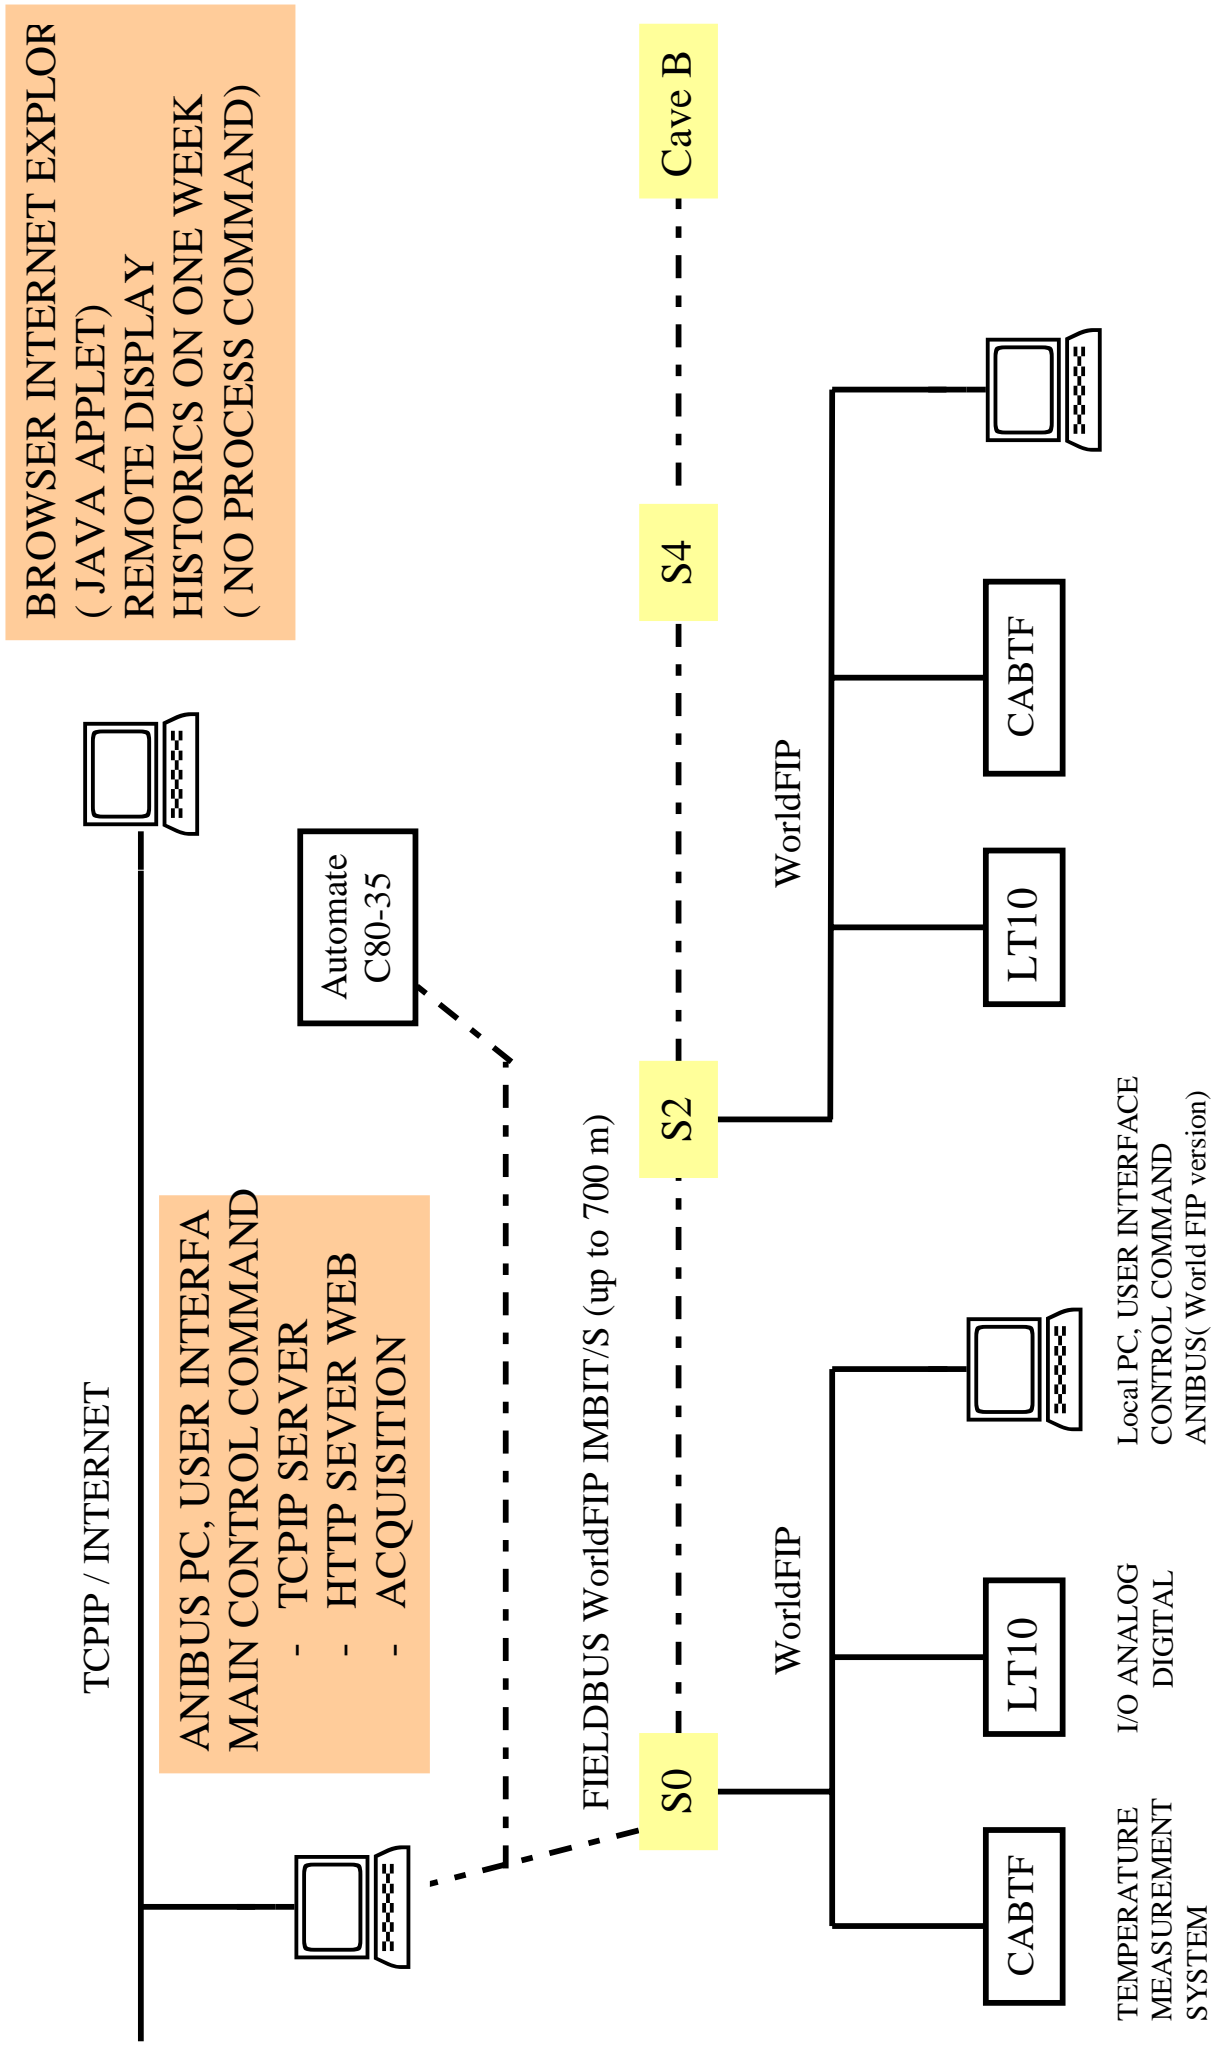 BROWSER INTERNET EXPLOR
( JAVA APPLET)
REMOTE DISPLAY
HISTORICS ON ONE WEEK
( NO PROCESS COMMAND)
TCPIP / INTERNET
ANIBUS PC, USER INTERFA
MAIN CONTROL COMMAND
- TCPIP SERVER
- HTTP SEVER WEB
- ACQUISITION
Automate
C80-35
FIELDBUS WorldFIP IMBIT/S (up to 700 m)
S0
S2
S4
Cave B
WorldFIP
WorldFIP
CABTF
LT10
LT10
CABTF
TEMPERATURE
MEASUREMENT
SYSTEM
I/O ANALOG
DIGITAL
Local PC, USER INTERFACE
CONTROL COMMAND
ANIBUS( World FIP version)